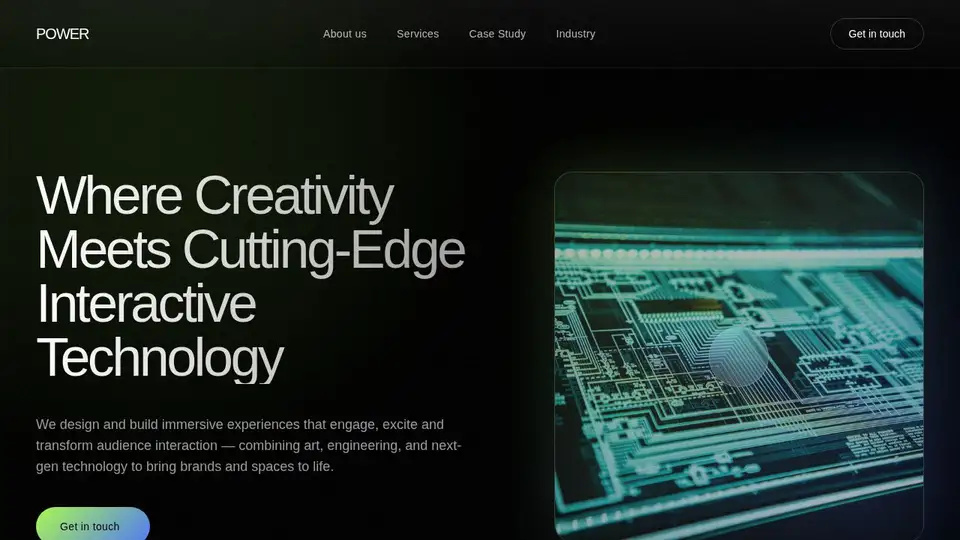 POWER
About us
Services
Case Study
Industry
Get in touch
Where Creativity
Meets Cutting-Edge
Interactive
Technology
We design and build immersive experiences that engage, excite and
transform audience interaction — combining art, engineering, and next-
gen technology to bring brands and spaces to life.
Get in touch